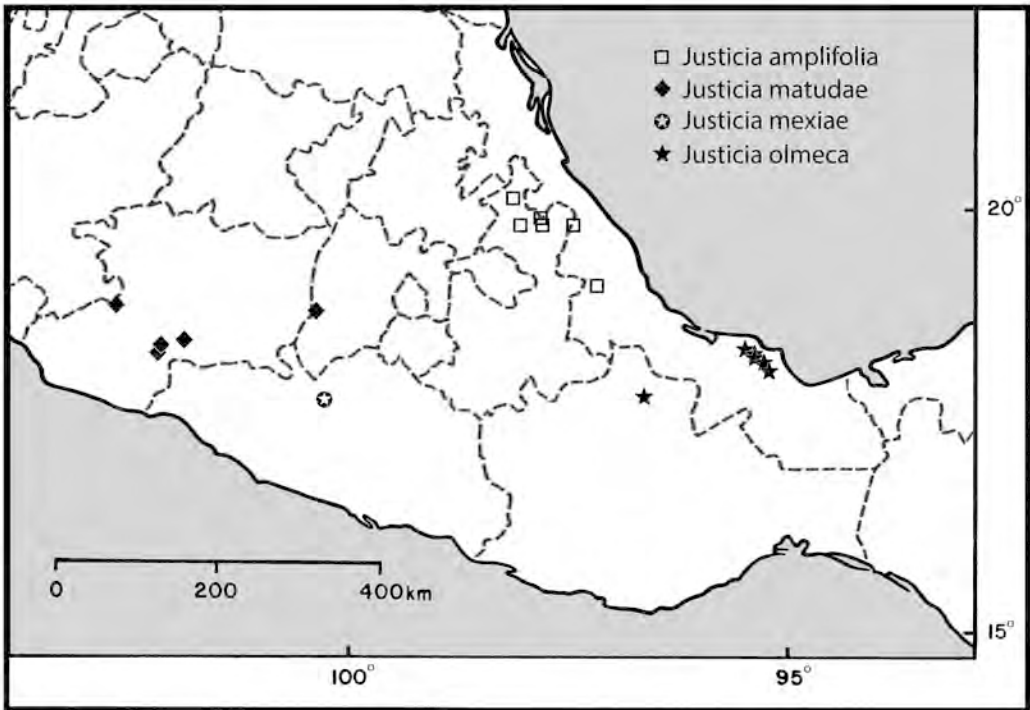 □ Justicia amplifolia
◆ Justicia matudae
✪ Justicia mexiae
★ Justicia olmeca
20°
0 200 400km
15°
100° 95°